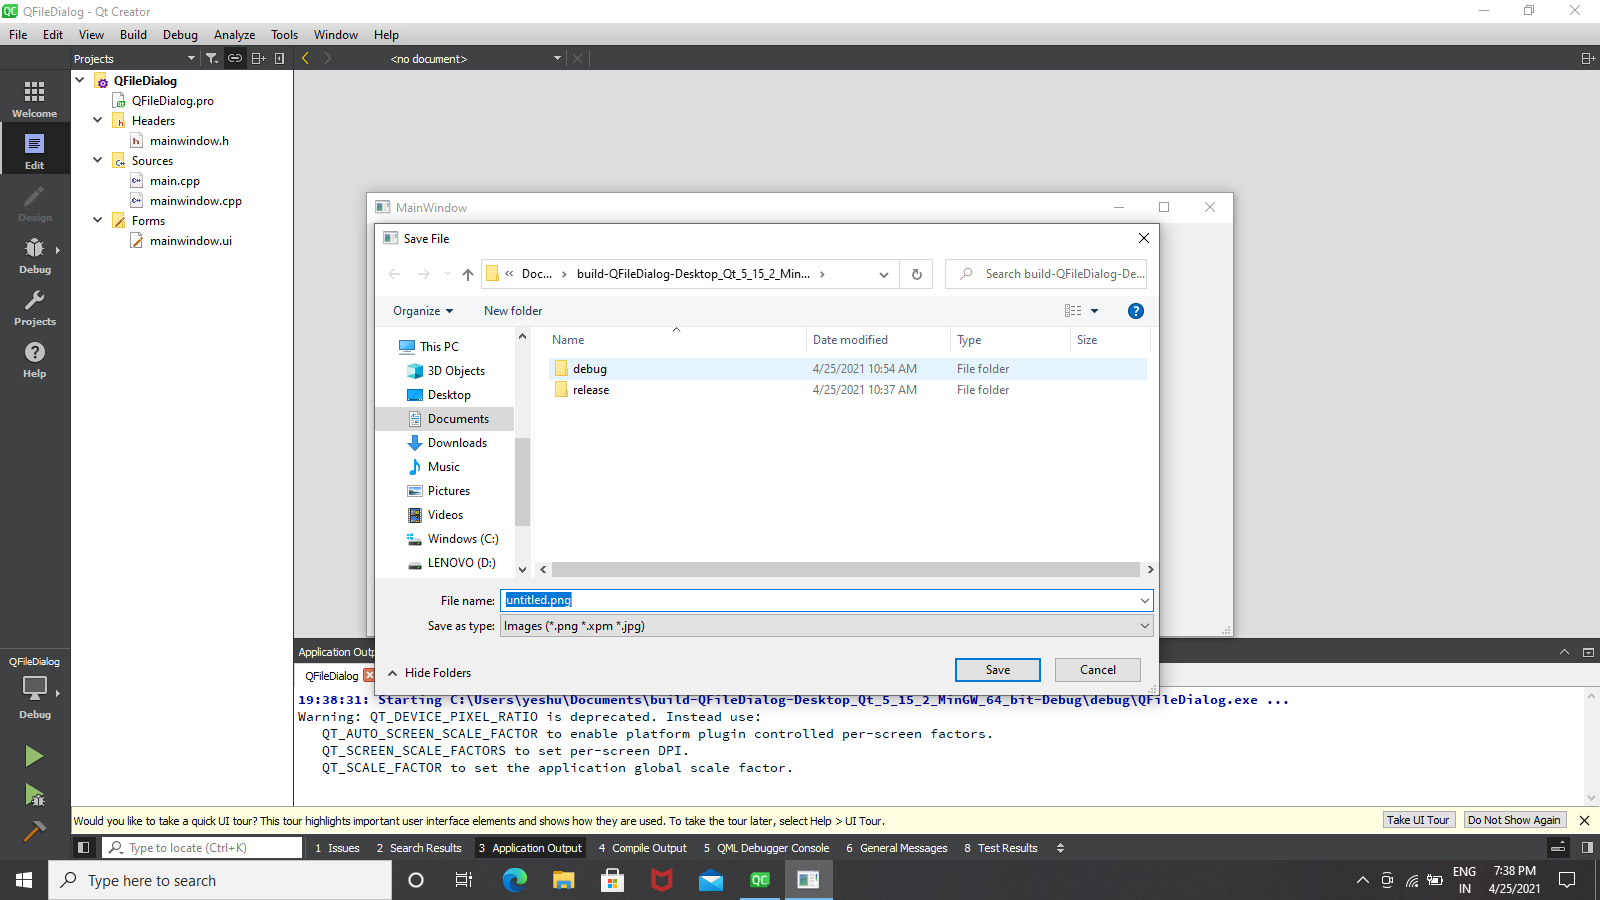 QFileDialog - Qt Creator
File Edit View Build Debug Analyze Tools Window Help
Projects
<no document>
Welcome
Edit
Design
Debug
Projects
Help
QFileDialog
QFileDialog.pro
Headers
mainwindow.h
Sources
main.cpp
mainwindow.cpp
Forms
mainwindow.ui
MainWindow
Save File
« Doc... › build-QFileDialog-Desktop_Qt_5_15_2_Min... ›
Search build-QFileDialog-De...
Organize New folder
This PC
3D Objects
Desktop
Documents
Downloads
Music
Pictures
Videos
Windows (C:)
LENOVO (D:)
Name Date modified Type Size
debug 4/25/2021 10:54 AM File folder
release 4/25/2021 10:37 AM File folder
File name: untitled.png
Save as type: Images (*.png *.xpm *.jpg)
Hide Folders
Save Cancel
QFileDialog
Debug
Application Outp
QFileDialog
19:38:31: Starting C:\Users\yeshu\Documents\build-QFileDialog-Desktop_Qt_5_15_2_MinGW_64_bit-Debug\debug\QFileDialog.exe ...
Warning: QT_DEVICE_PIXEL_RATIO is deprecated. Instead use:
QT_AUTO_SCREEN_SCALE_FACTOR to enable platform plugin controlled per-screen factors.
QT_SCREEN_SCALE_FACTORS to set per-screen DPI.
QT_SCALE_FACTOR to set the application global scale factor.
Would you like to take a quick UI tour? This tour highlights important user interface elements and shows how they are used. To take the tour later, select Help > UI Tour.
Take UI Tour Do Not Show Again
Type to locate (Ctrl+K) 1 Issues 2 Search Results 3 Application Output 4 Compile Output 5 QML Debugger Console 6 General Messages 8 Test Results
Type here to search
ENG
IN
7:38 PM
4/25/2021